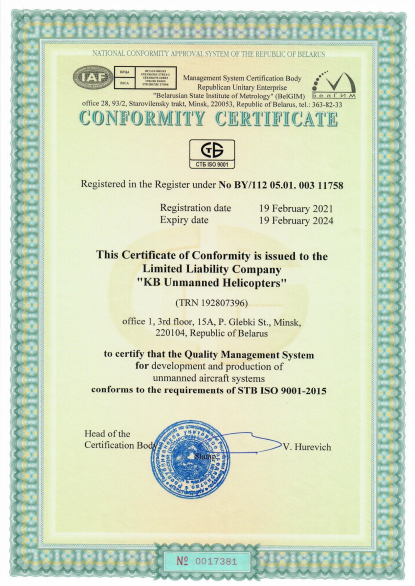 NATIONAL CONFORMITY APPROVAL SYSTEM OF THE REPUBLIC OF BELARUS
IAF
Management System Certification Body
Republican Unitary Enterprise
"Belarusian State Institute of Metrology" (BelGIM)
office 28, 93/2, Starovilensky trakt, Minsk, 220053, Republic of Belarus, tel.: 363-82-33
БелГИМ
CONFORMITY CERTIFICATE
СТБ ISO 9001
Registered in the Register under No BY/112 05.01. 003 11758
Registration date 19 February 2021
Expiry date 19 February 2024
This Certificate of Conformity is issued to the
Limited Liability Company
"KB Unmanned Helicopters"
(TRN 192807396)
office 1, 3rd floor, 15A, P. Glebki St., Minsk,
220104, Republic of Belarus
to certify that the Quality Management System
for development and production of
unmanned aircraft systems
conforms to the requirements of STB ISO 9001-2015
Head of the
Certification Body
Stamp
V. Hurevich
№ 0017381